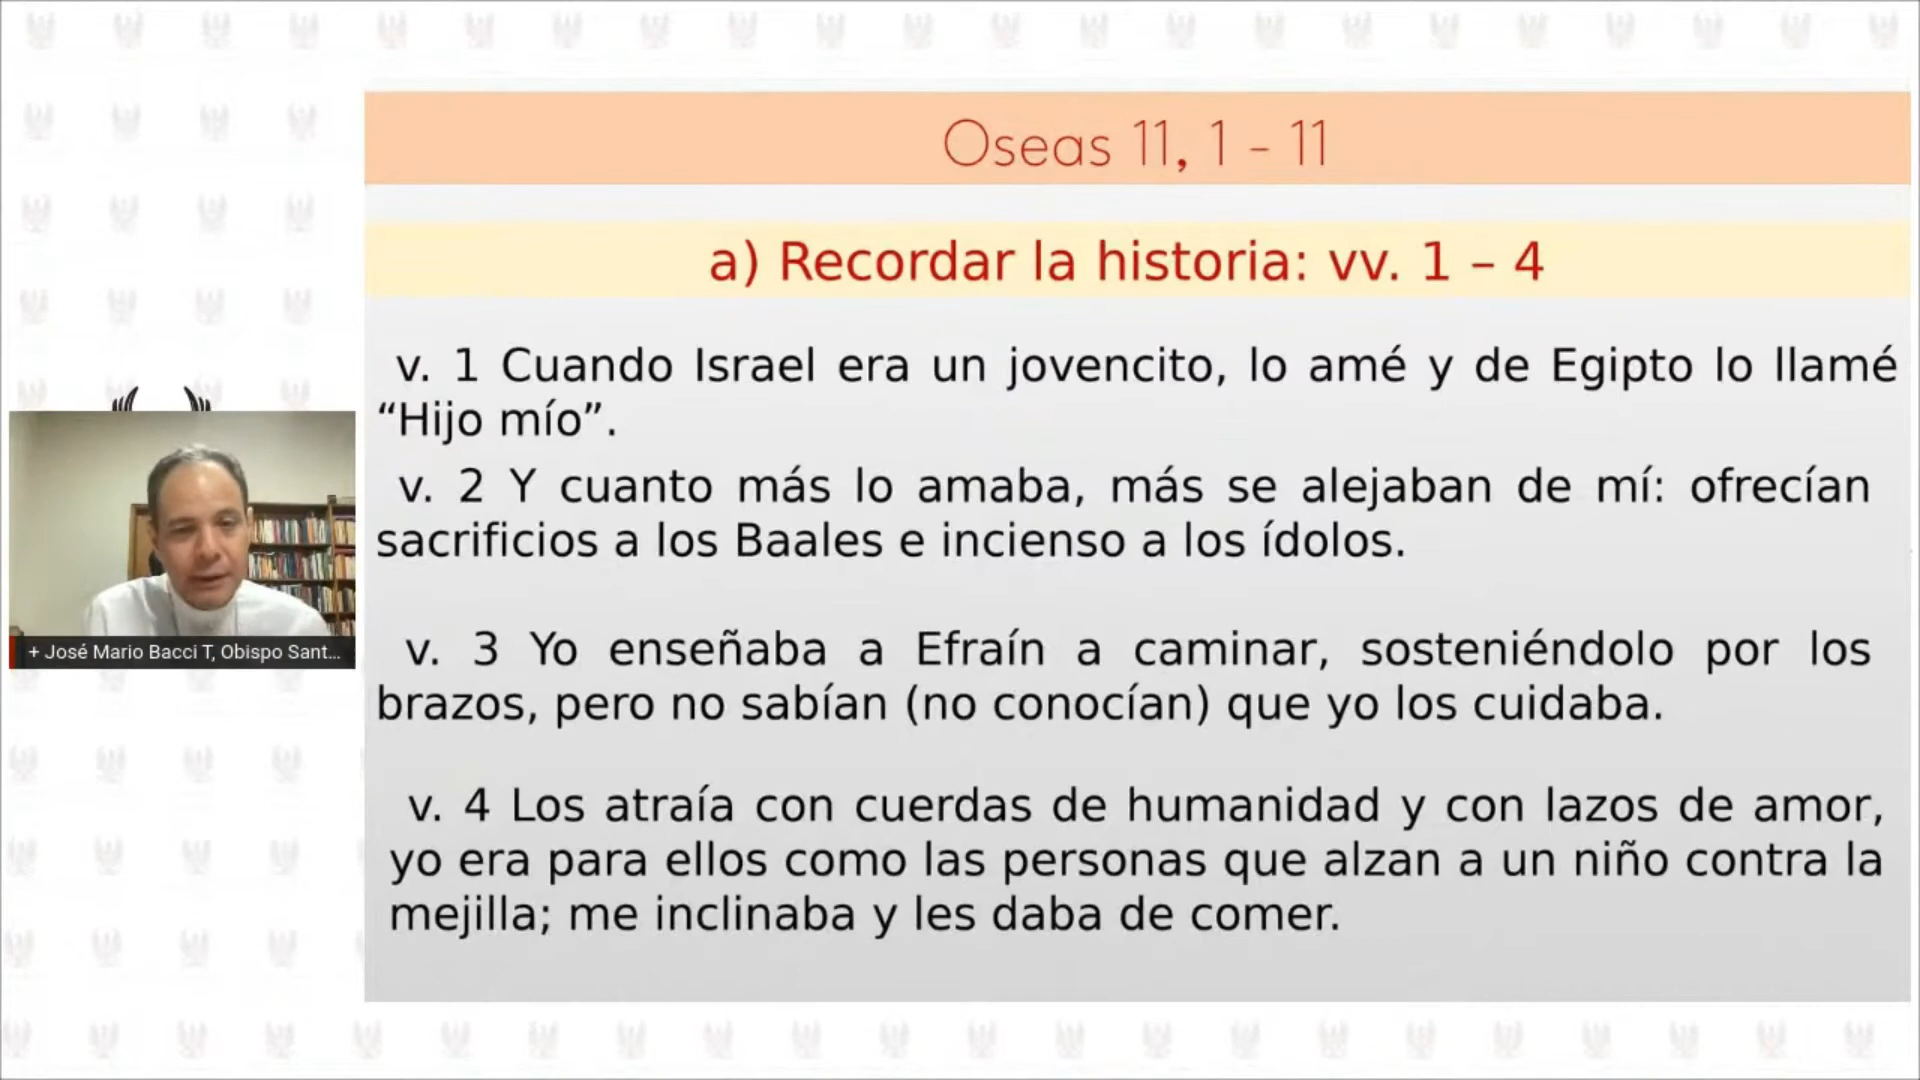 Oseas 11, 1 - 11
a) Recordar la historia: vv. 1 – 4
v. 1 Cuando Israel era un jovencito, lo amé y de Egipto lo llamé
“Hijo mío”.
v. 2 Y cuanto más lo amaba, más se alejaban de mí: ofrecían
sacrificios a los Baales e incienso a los ídolos.
v. 3 Yo enseñaba a Efraín a caminar, sosteniéndolo por los
brazos, pero no sabían (no conocían) que yo los cuidaba.
v. 4 Los atraía con cuerdas de humanidad y con lazos de amor,
yo era para ellos como las personas que alzan a un niño contra la
mejilla; me inclinaba y les daba de comer.
+ José Mario Bacci T, Obispo Sant...